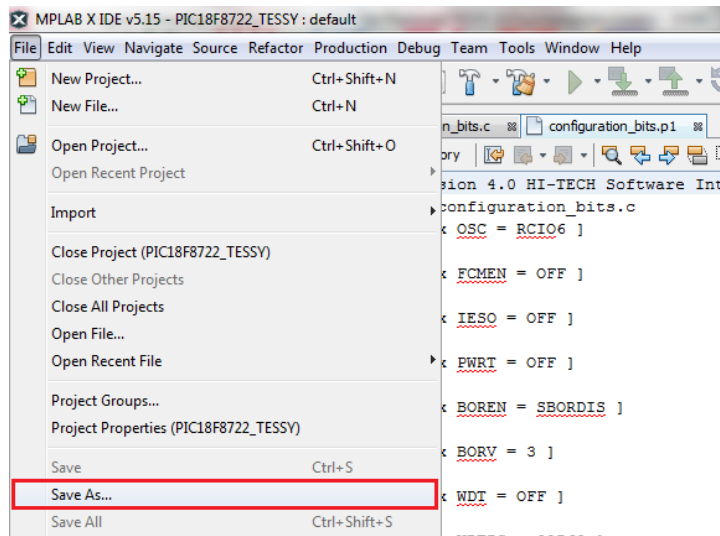 MPLAB X IDE v5.15 - PIC18F8722_TESSY : default
File Edit View Navigate Source Refactor Production Debug Team Tools Window Help
New Project... Ctrl+Shift+N
New File... Ctrl+N
n_bits.c configuration_bits.p1
Open Project... Ctrl+Shift+O
ory
Open Recent Project
sion 4.0 HI-TECH Software Int
Import
configuration_bits.c
x OSC = RCIO6 ]
Close Project (PIC18F8722_TESSY)
Close Other Projects
x FCMEN = OFF ]
Close All Projects
x IESO = OFF ]
Open File...
Open Recent File
x PWRT = OFF ]
Project Groups...
x BOREN = SBORDIS ]
Project Properties (PIC18F8722_TESSY)
x BORV = 3 ]
Save Ctrl+S
Save As...
x WDT = OFF ]
Save All Ctrl+Shift+S